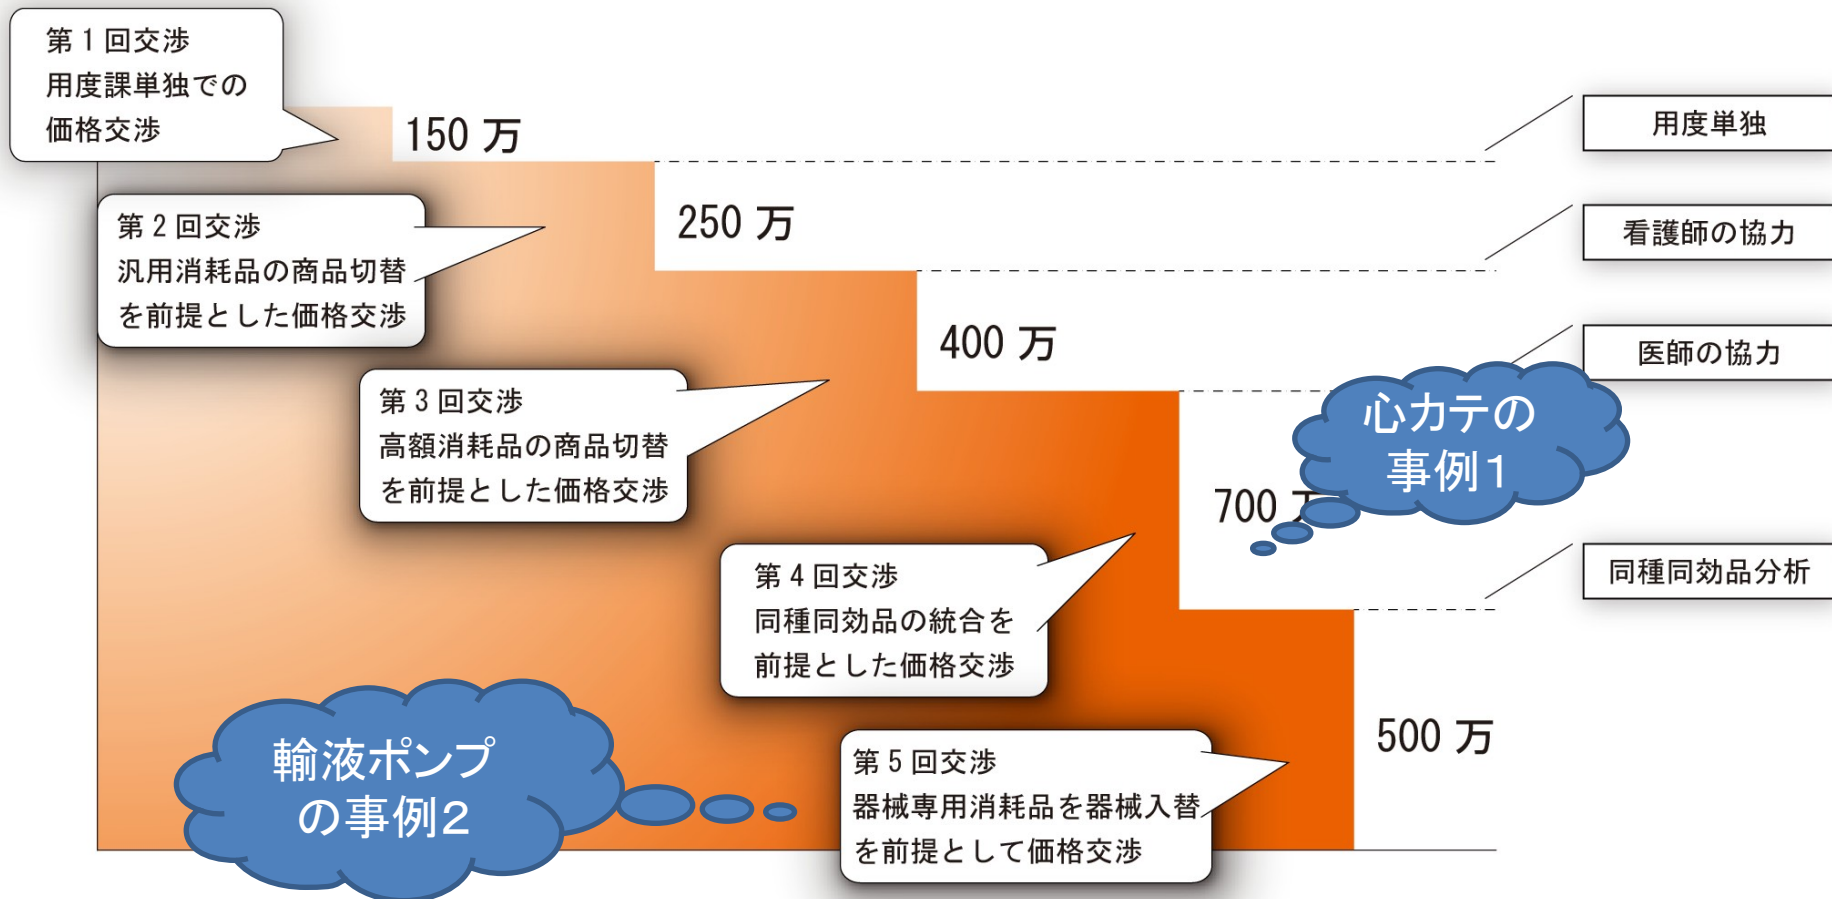 第1回交渉
用度課単独での
価格交渉
150 万
用度単独
第2回交渉
汎用消耗品の商品切替
を前提とした価格交渉
250 万
看護師の協力
第3回交渉
高額消耗品の商品切替
を前提とした価格交渉
400 万
医師の協力
心カテの
事例1
700 万
第4回交渉
同種同効品の統合を
前提とした価格交渉
同種同効品分析
輸液ポンプ
の事例2
第5回交渉
器械専用消耗品を器械入替
を前提として価格交渉
500 万